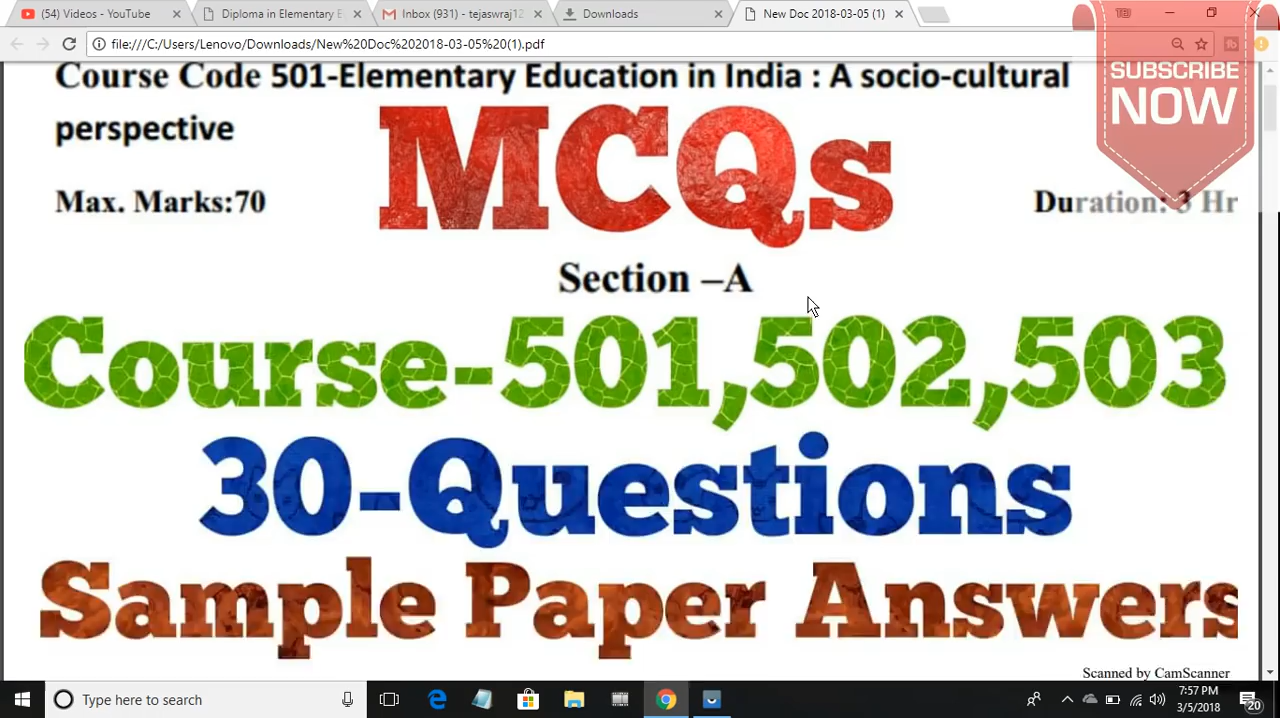 (54) Videos - YouTube
Diploma in Elementary E
Inbox (931) - tejaswraj12
Downloads
New Doc 2018-03-05 (1)
file:///C:/Users/Lenovo/Downloads/New%20Doc%202018-03-05%20(1).pdf
SUBSCRIBE
NOW
Course Code 501-Elementary Education in India : A socio-cultural
perspective
MCQs
Max. Marks:70
Duration: 3 Hr
Section –A
Course-501,502,503
30-Questions
Sample Paper Answers
Scanned by CamScanner
Type here to search
7:57 PM
3/5/2018
20